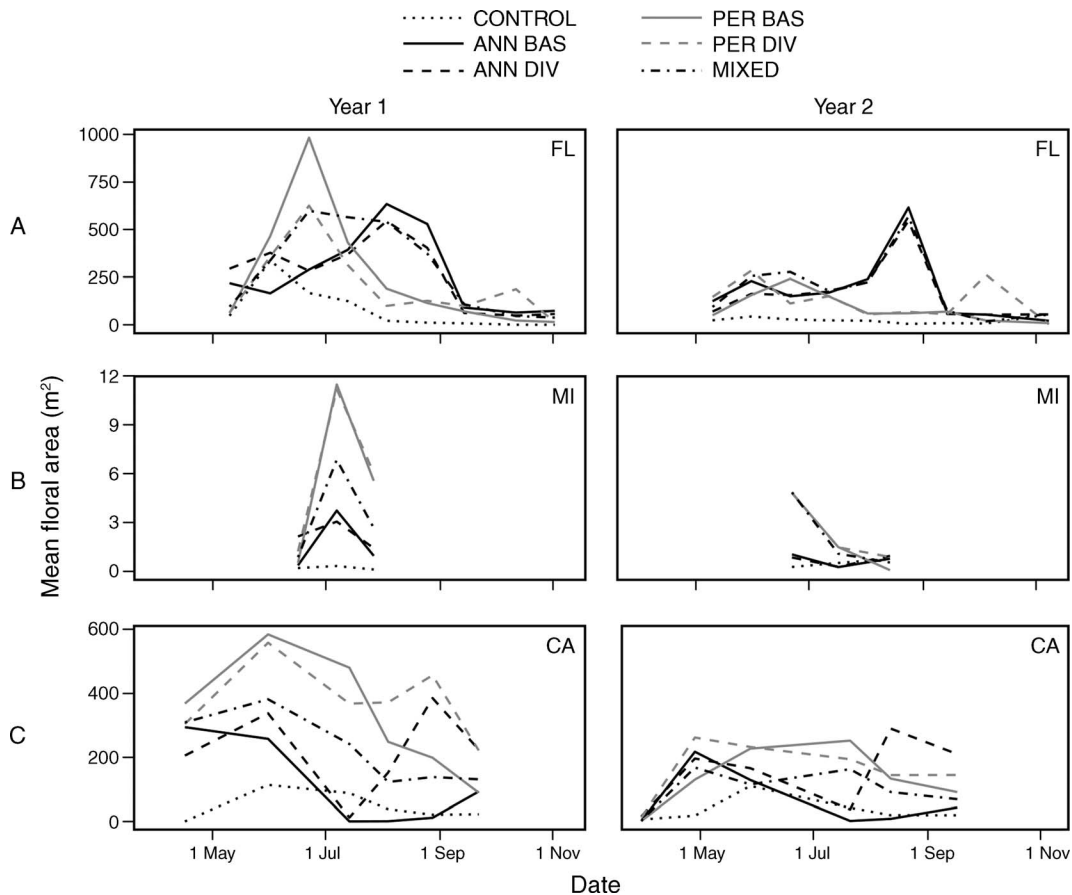 CONTROL PER BAS
ANN BAS PER DIV
ANN DIV MIXED
Year 1 Year 2
A
1000
750
500
250
0
FL
FL
Mean floral area (m²)
B
12
9
6
3
0
MI
MI
C
600
400
200
0
CA
CA
1 May 1 Jul 1 Sep 1 Nov 1 May 1 Jul 1 Sep 1 Nov
Date